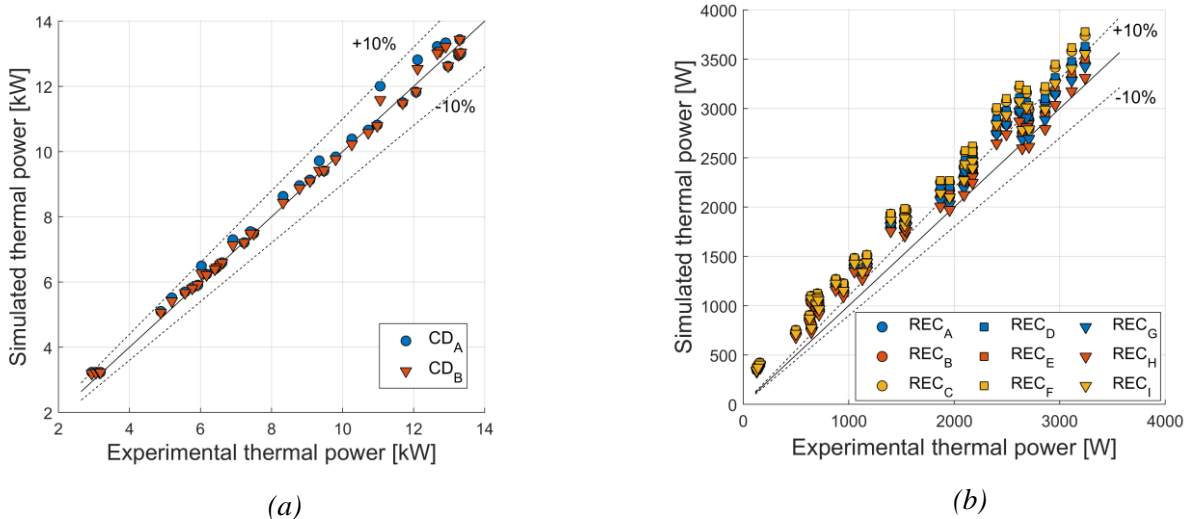 14
12
10
8
6
4
2
2
4
6
8
10
12
14
Simulated thermal power [kW]
Experimental thermal power [kW]
+10%
-10%
CD_A
CD_B
(a)
4000
3500
3000
2500
2000
1500
1000
500
0
0
1000
2000
3000
4000
Simulated thermal power [W]
Experimental thermal power [W]
+10%
-10%
REC_A REC_D REC_G
REC_B REC_E REC_H
REC_C REC_F REC_I
(b)